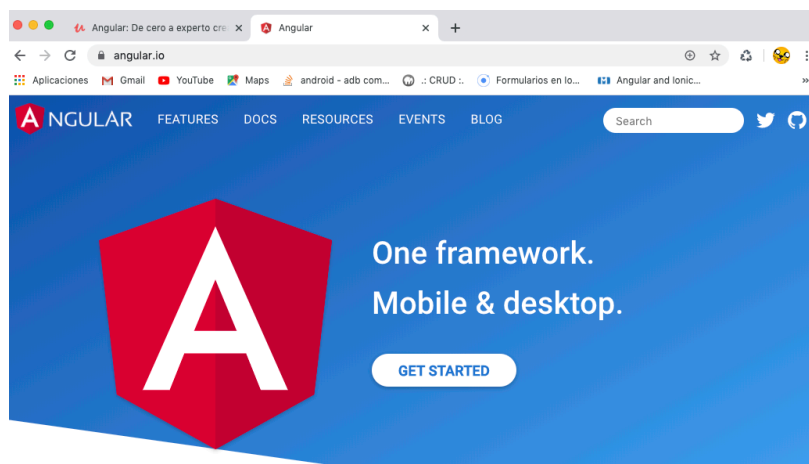 Angular: De cero a experto cre
Angular
angular.io
Aplicaciones Gmail YouTube Maps android - adb com... .: CRUD :. Formularios en lo... Angular and Ionic... »
ANGULAR FEATURES DOCS RESOURCES EVENTS BLOG Search
A
One framework.
Mobile & desktop.
GET STARTED